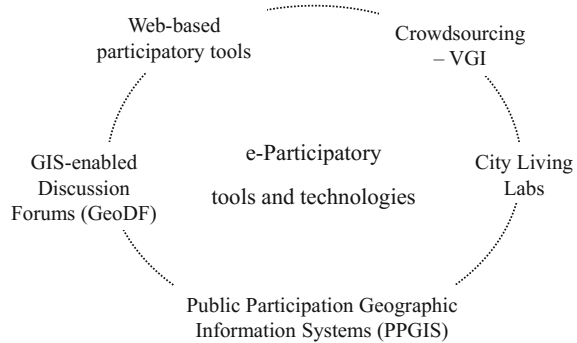 Web-based
participatory tools
Crowdsourcing
– VGI
GIS-enabled
Discussion
Forums (GeoDF)
e-Participatory
tools and technologies
City Living
Labs
Public Participation Geographic
Information Systems (PPGIS)